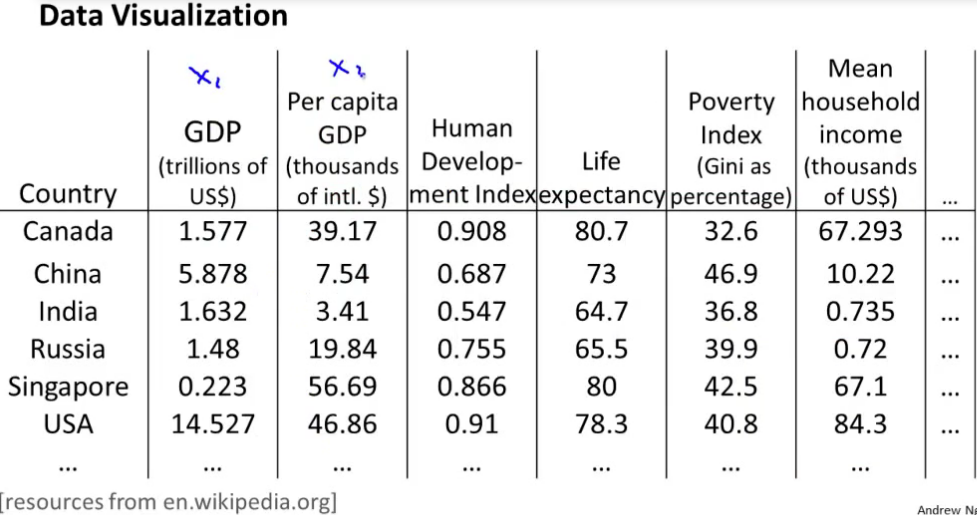 Data Visualization
x₁ x₂ Mean
Per capita Poverty household
GDP GDP Human Index income
(trillions of (thousands Develop- Life (Gini as (thousands
Country US$) of intl. $) ment Index expectancy percentage) of US$) ...
Canada 1.577 39.17 0.908 80.7 32.6 67.293 ...
China 5.878 7.54 0.687 73 46.9 10.22 ...
India 1.632 3.41 0.547 64.7 36.8 0.735 ...
Russia 1.48 19.84 0.755 65.5 39.9 0.72 ...
Singapore 0.223 56.69 0.866 80 42.5 67.1 ...
USA 14.527 46.86 0.91 78.3 40.8 84.3 ...
... ... ... ... ... ... ...
[resources from en.wikipedia.org]
Andrew